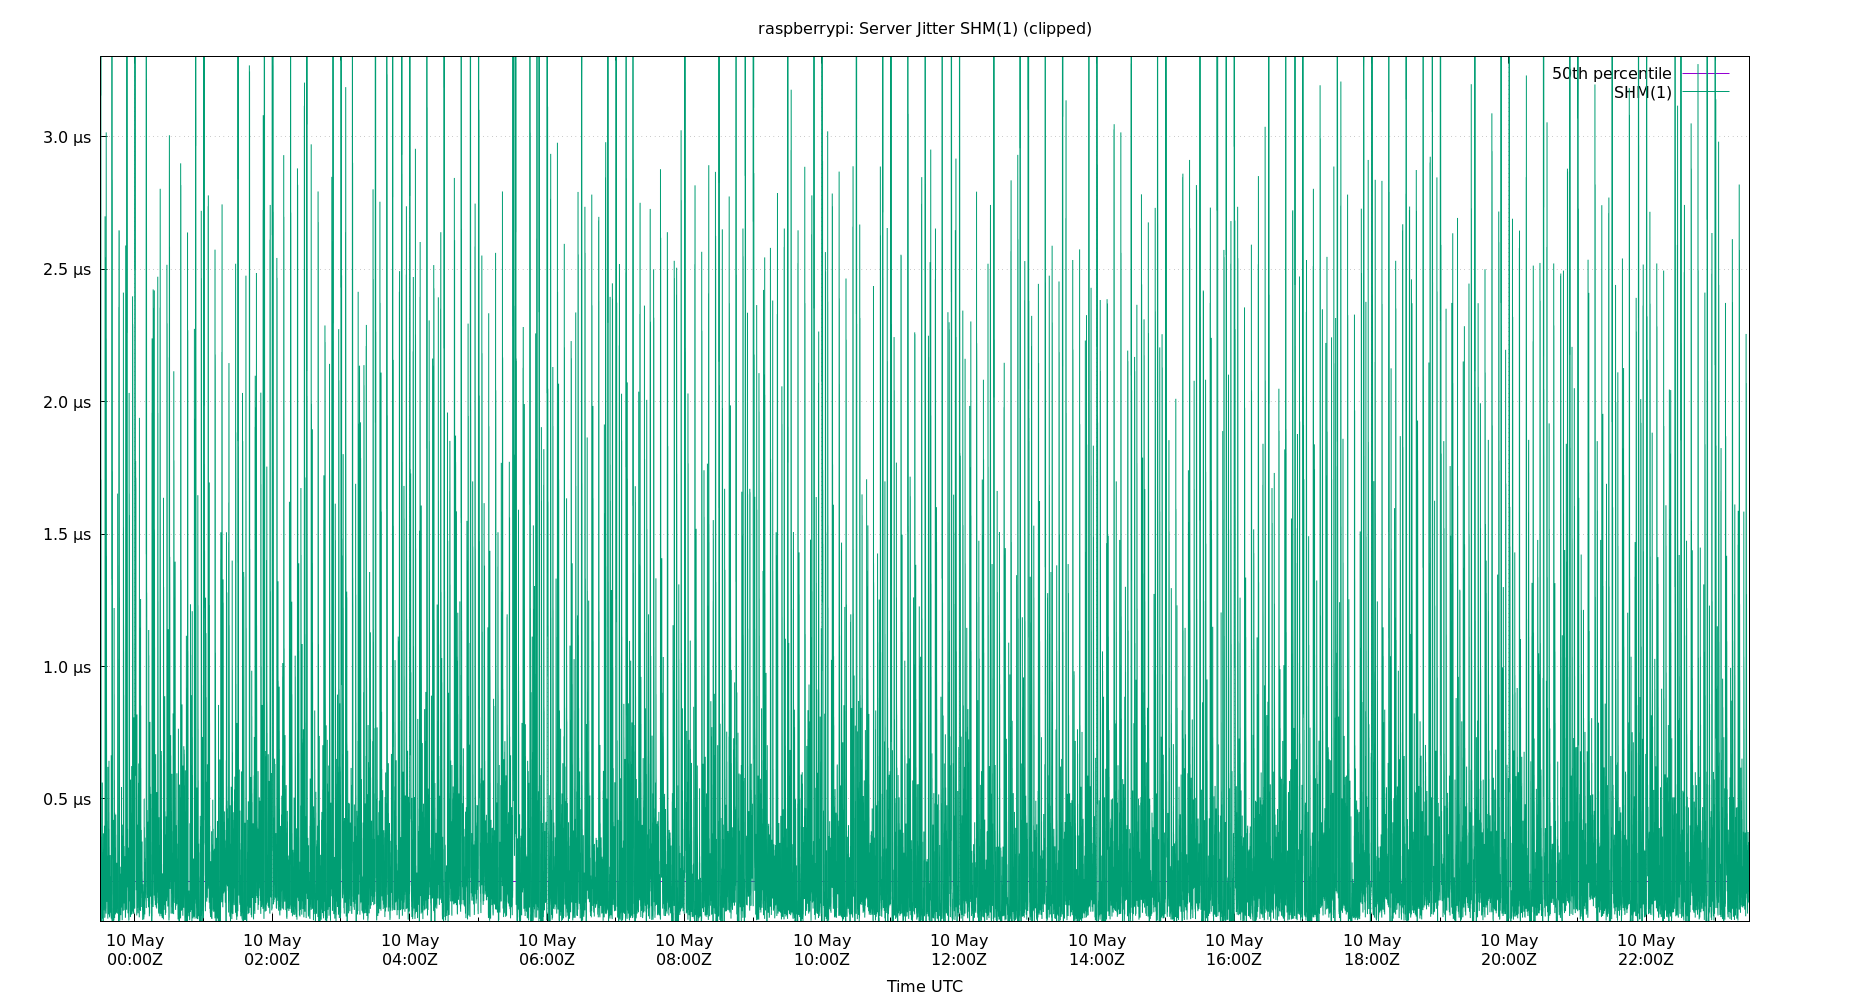 raspberrypi: Server Jitter SHM(1) (clipped)
50th percentile
SHM(1)
3.0 µs
2.5 µs
2.0 µs
1.5 µs
1.0 µs
0.5 µs
10 May 10 May 10 May 10 May 10 May 10 May 10 May 10 May 10 May 10 May 10 May 10 May
00:00Z 02:00Z 04:00Z 06:00Z 08:00Z 10:00Z 12:00Z 14:00Z 16:00Z 18:00Z 20:00Z 22:00Z
Time UTC